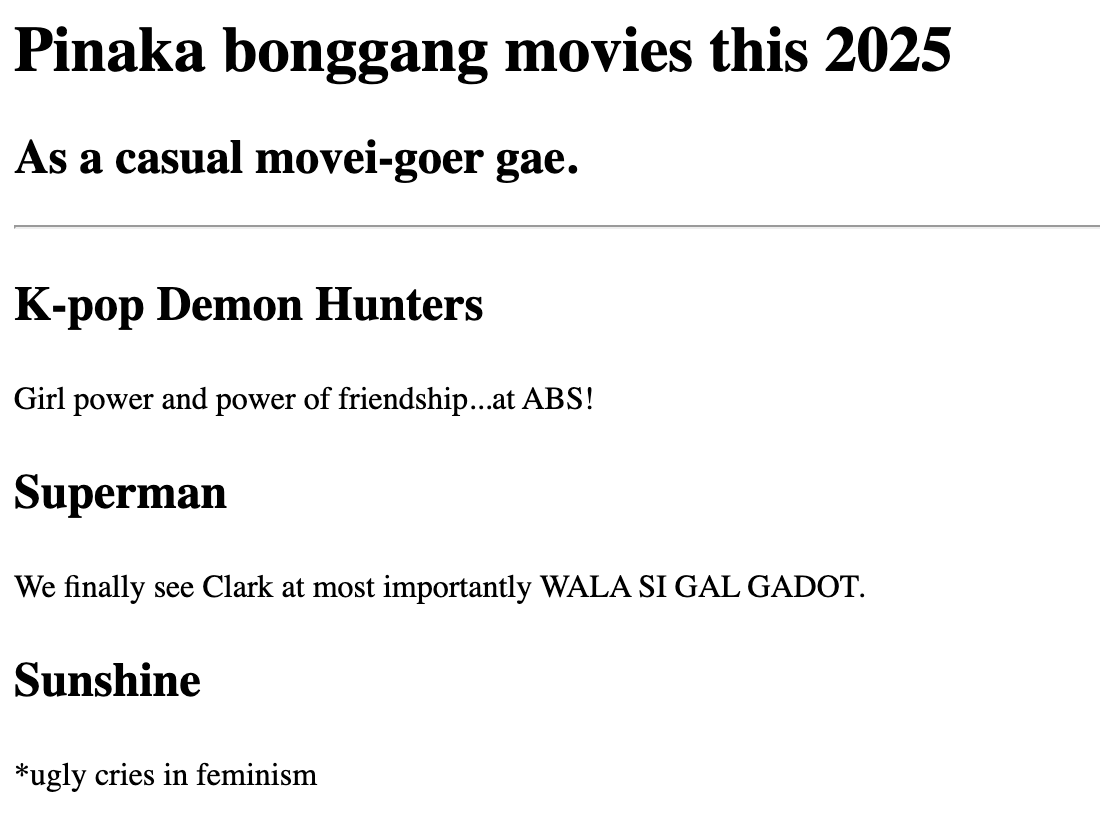 Pinaka bonggang movies this 2025
As a casual movei-goer gae.
K-pop Demon Hunters
Girl power and power of friendship...at ABS!
Superman
We finally see Clark at most importantly WALA SI GAL GADOT.
Sunshine
*ugly cries in feminism